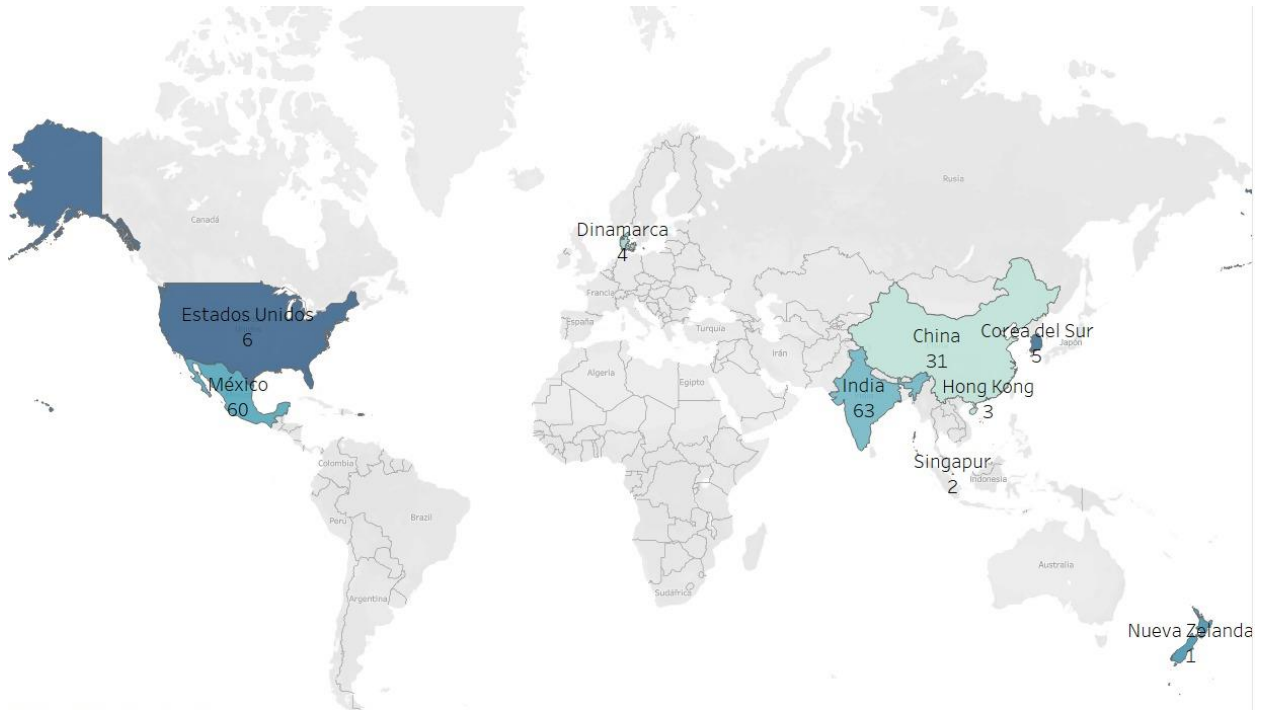 Rusia
Canadá
Dinamarca
4
Francia
España
Turquía
Estados Unidos
6
China
31
Corea del Sur
5
Japón
Irán
Argelia
Egipto
México
60
India
63
Hong Kong
3
Singapur
2
Indonesia
Colombia
Perú
Brazil
Australia
Sudáfrica
Argentina
Nueva Zelanda
1